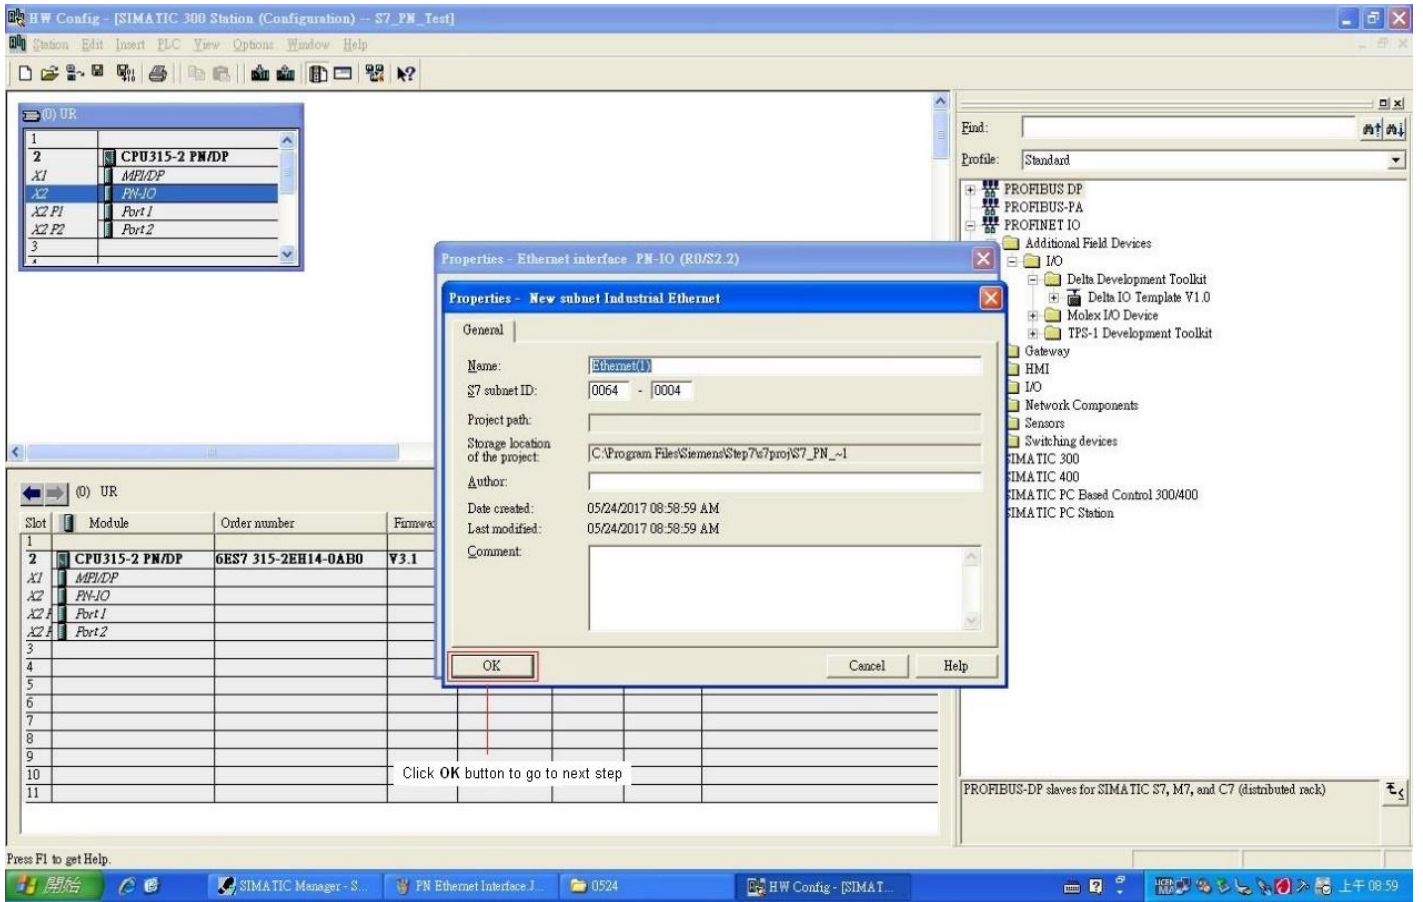 HW Config - [SIMATIC 300 Station (Configuration) -- S7_PN_Test]
Station Edit Insert PLC View Options Window Help
(0) UR
1
2 CPU315-2 PN/DP
X1 MPI/DP
X2 PN-IO
X2 P1 Port 1
X2 P2 Port 2
3
Find:
Profile: Standard
PROFIBUS DP
PROFIBUS-PA
PROFINET IO
Additional Field Devices
I/O
Delta Development Toolkit
Delta IO Template V1.0
Molex I/O Device
TPS-1 Development Toolkit
Gateway
HMI
I/O
Network Components
Sensors
Switching devices
SIMATIC 300
SIMATIC 400
SIMATIC PC Based Control 300/400
SIMATIC PC Station
Properties - Ethernet interface PN-IO (R0/S2.2)
Properties - New subnet Industrial Ethernet
General
Name: Ethernet(1)
S7 subnet ID: 0064 - 0004
Project path:
Storage location
of the project: C:\Program Files\Siemens\Step7\s7proj\S7_PN_~1
Author:
Date created: 05/24/2017 08:58:59 AM
Last modified: 05/24/2017 08:58:59 AM
Comment:
OK Cancel Help
Click OK button to go to next step
(0) UR
Slot Module Order number Firmwa
1
2 CPU315-2 PN/DP 6ES7 315-2EH14-0AB0 V3.1
X1 MPI/DP
X2 PN-IO
X2 P Port 1
X2 P Port 2
3
4
5
6
7
8
9
10
11
PROFIBUS-DP slaves for SIMATIC S7, M7, and C7 (distributed rack)
Press F1 to get Help.
開始 SIMATIC Manager - S... PN Ethernet Interface.J... 0524 HW Config - [SIMAT... 上午 08:59